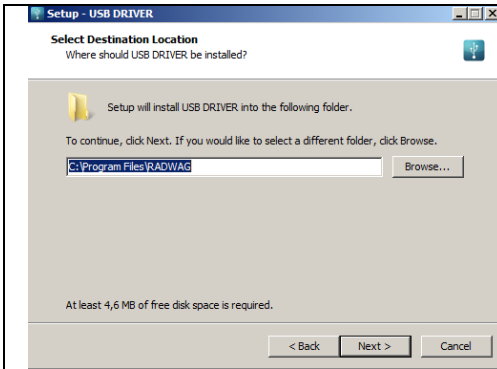 Setup - USB DRIVER
Select Destination Location
Where should USB DRIVER be installed?
Setup will install USB DRIVER into the following folder.
To continue, click Next. If you would like to select a different folder, click Browse.
C:\Program Files\RADWAG
Browse...
At least 4,6 MB of free disk space is required.
< Back
Next >
Cancel